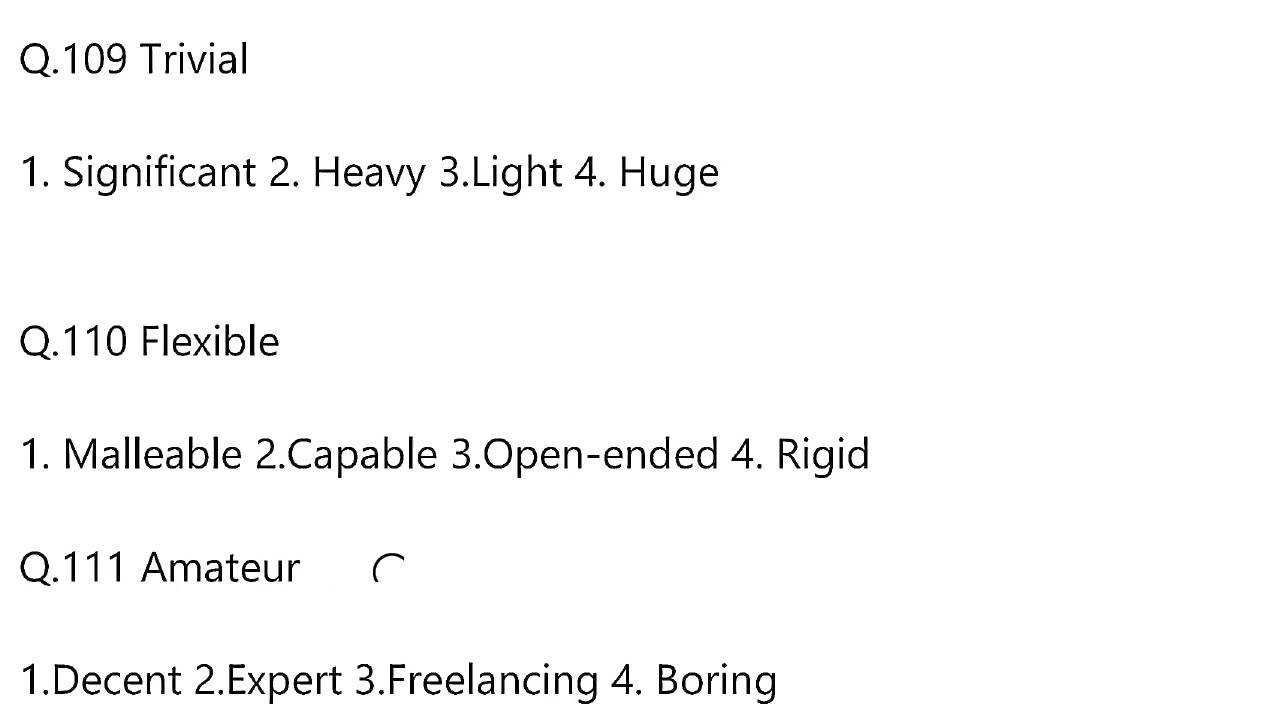 Q.109 Trivial
1. Significant 2. Heavy 3.Light 4. Huge
Q.110 Flexible
1. Malleable 2.Capable 3.Open-ended 4. Rigid
Q.111 Amateur
1.Decent 2.Expert 3.Freelancing 4. Boring